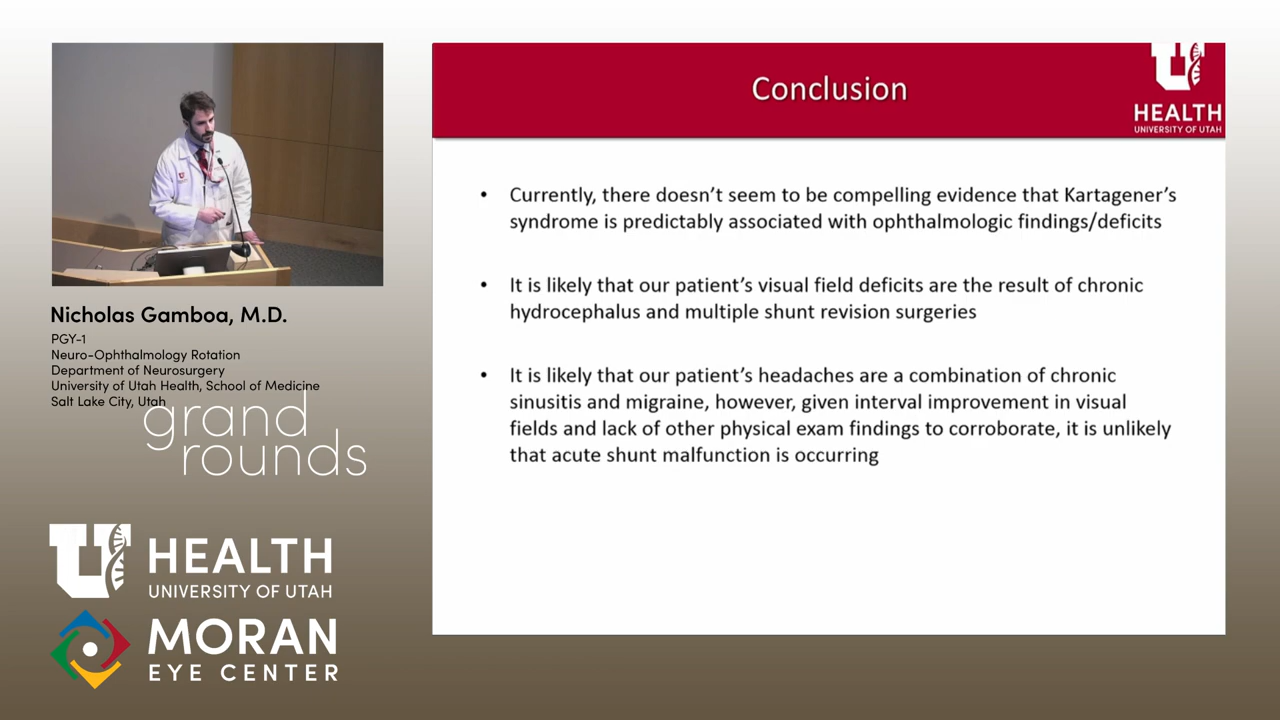 Conclusion
HEALTH
UNIVERSITY OF UTAH
• Currently, there doesn’t seem to be compelling evidence that Kartagener’s
syndrome is predictably associated with ophthalmologic findings/deficits
• It is likely that our patient’s visual field deficits are the result of chronic
hydrocephalus and multiple shunt revision surgeries
• It is likely that our patient’s headaches are a combination of chronic
sinusitis and migraine, however, given interval improvement in visual
fields and lack of other physical exam findings to corroborate, it is unlikely
that acute shunt malfunction is occurring
Nicholas Gamboa, M.D.
PGY-1
Neuro-Ophthalmology Rotation
Department of Neurosurgery
University of Utah Health, School of Medicine
Salt Lake City, Utah
grand
rounds
U HEALTH
UNIVERSITY OF UTAH
MORAN
EYE CENTER